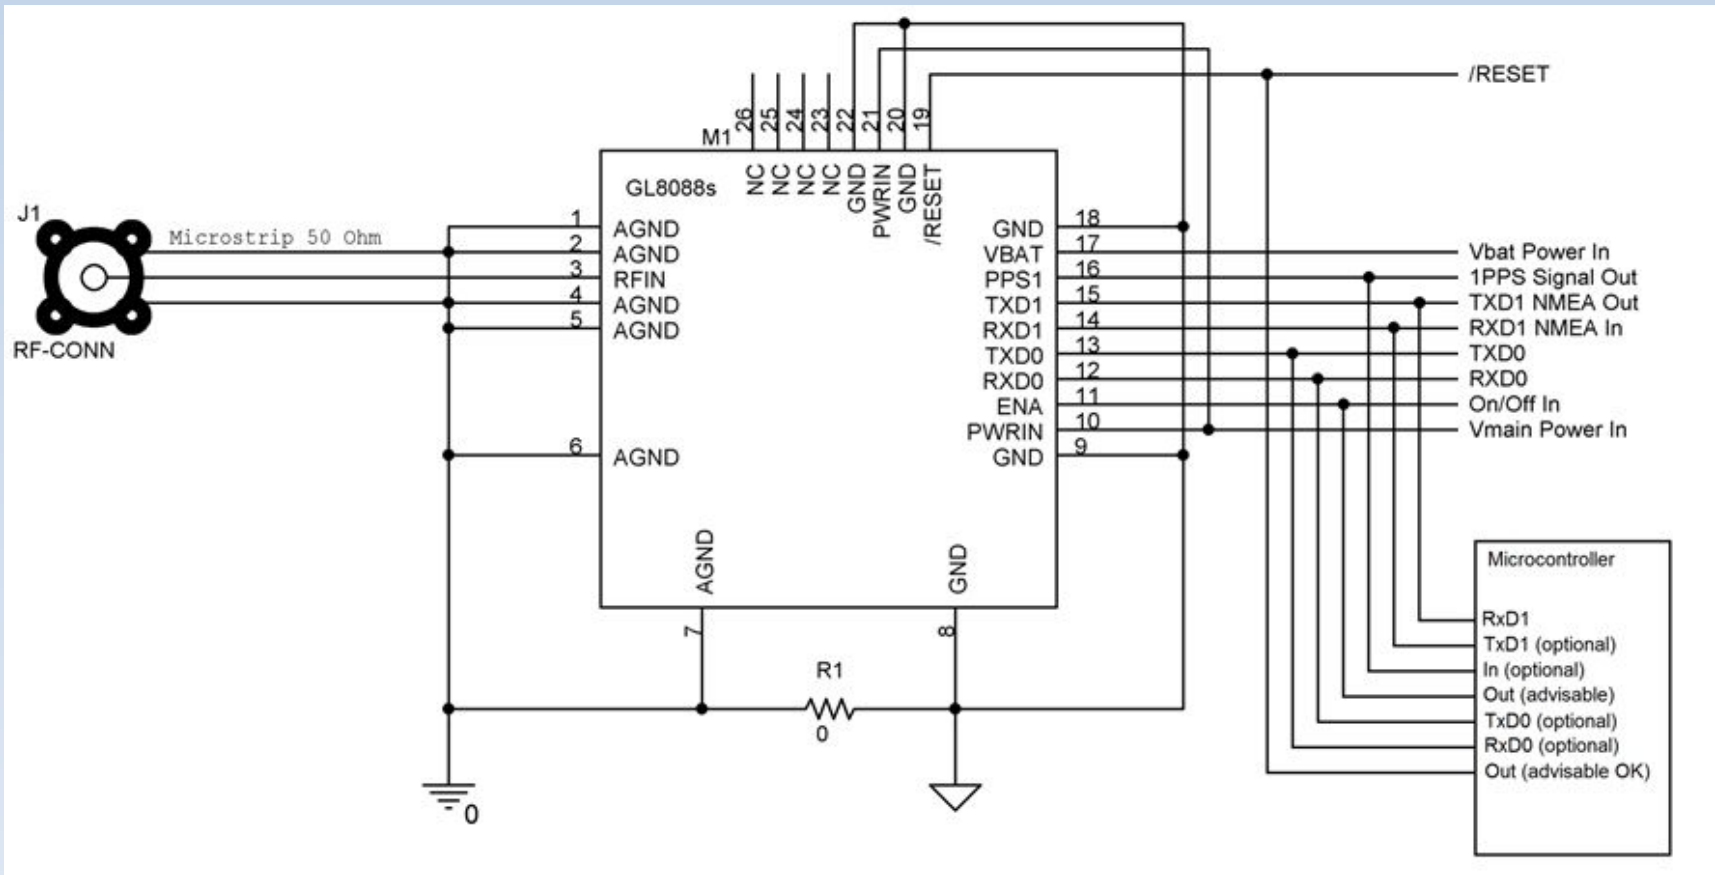 /RESET
26
25
24
23
22
21
20
19
M1
GL8088s
NC
NC
NC
NC
GND
PWRIN
GND
/RESET
J1
Microstrip 50 Ohm
RF-CONN
1 AGND
2 AGND
3 RFIN
4 AGND
5 AGND
6 AGND
GND 18
VBAT 17 Vbat Power In
PPS1 16 1PPS Signal Out
TXD1 15 TXD1 NMEA Out
RXD1 14 RXD1 NMEA In
TXD0 13 TXD0
RXD0 12 RXD0
ENA 11 On/Off In
PWRIN 10 Vmain Power In
GND 9
AGND
7
GND
8
R1
0
0
Microcontroller
RxD1
TxD1 (optional)
In (optional)
Out (advisable)
TxD0 (optional)
RxD0 (optional)
Out (advisable OK)